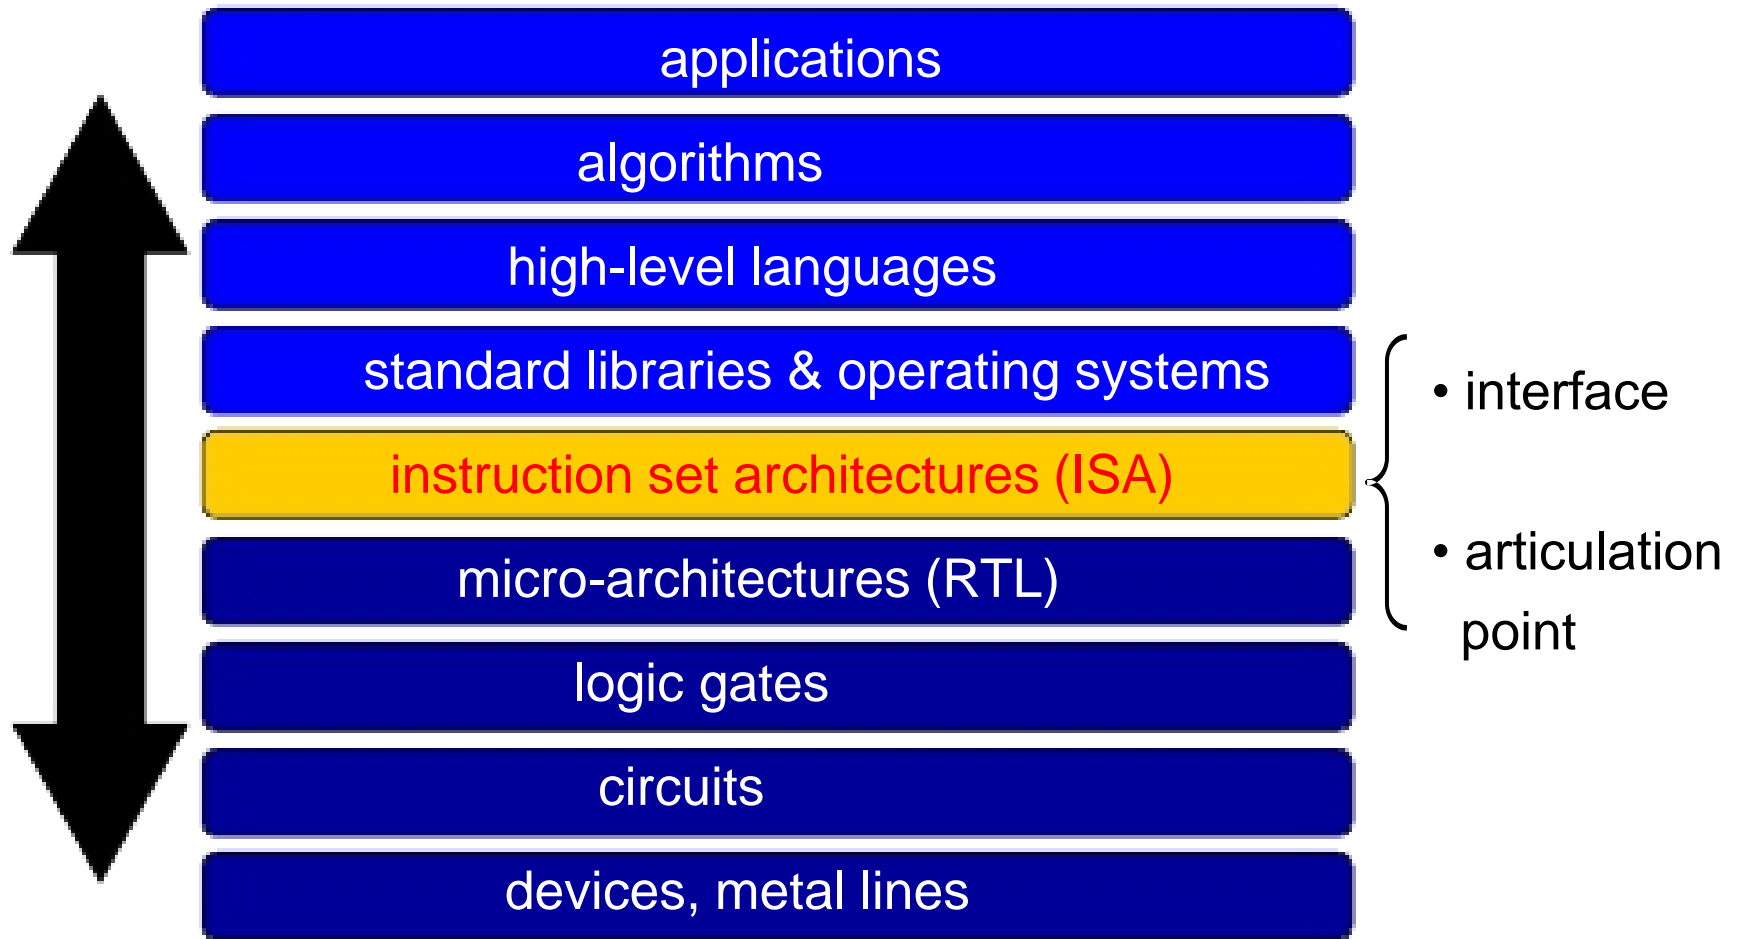 applications
algorithms
high-level languages
standard libraries & operating systems
instruction set architectures (ISA)
micro-architectures (RTL)
logic gates
circuits
devices, metal lines
• interface
• articulation
point